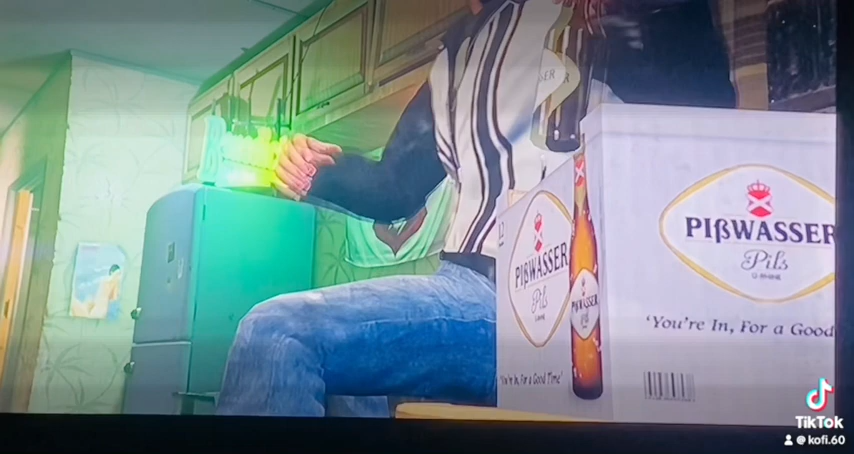 SER
PIßWASSER
Pils
'You're In, For a Good Time'
PIßWASSER
PIßWASSER
Pils
'You're In, For a Good
TikTok
@kofi.60